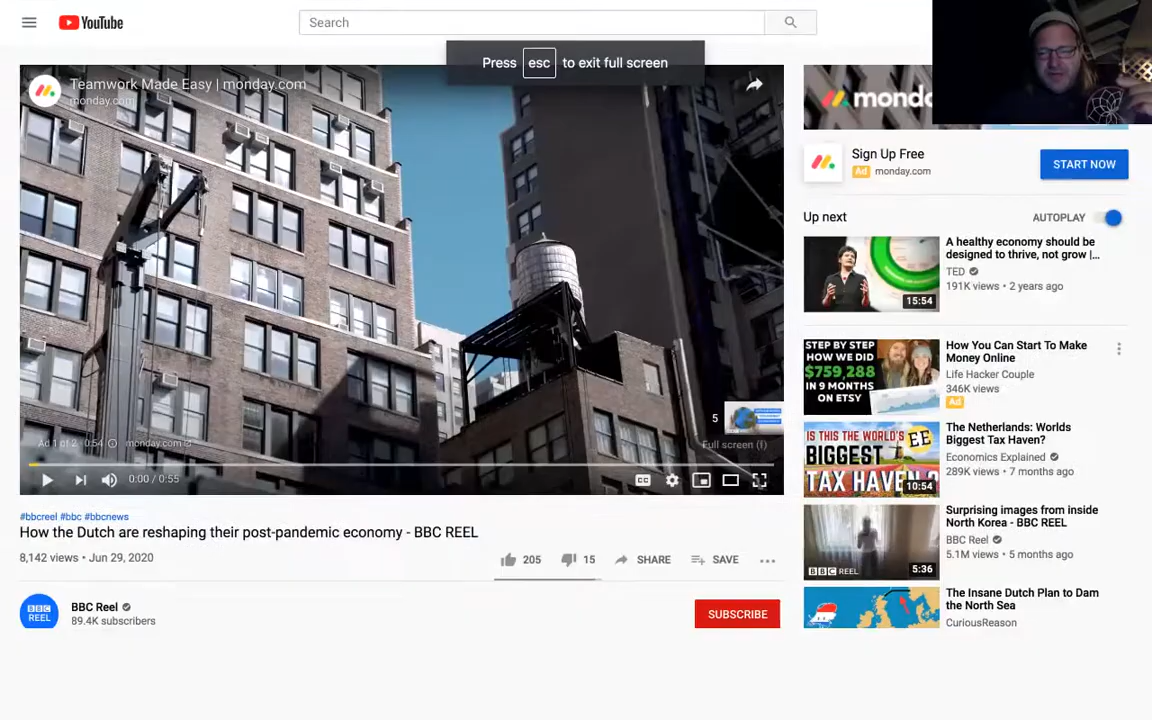 YouTube
Search
Press esc to exit full screen
Teamwork Made Easy | monday.com
monday.com
Ad 1 of 2 · 0:54
monday.com
5
Full screen (f)
0:00 / 0:55
CC
#bbcreel #bbc #bbcnews
How the Dutch are reshaping their post-pandemic economy - BBC REEL
8,142 views • Jun 29, 2020
205
15
SHARE
SAVE
BBC REEL
BBC Reel
89.4K subscribers
SUBSCRIBE
Sign Up Free
Ad monday.com
START NOW
Up next
AUTOPLAY
15:54
A healthy economy should be
designed to thrive, not grow |...
TED
191K views • 2 years ago
STEP BY STEP
HOW WE DID
$759,288
IN 9 MONTHS
ON ETSY
How You Can Start To Make
Money Online
Life Hacker Couple
346K views
Ad
IS THIS THE WORLD'S
BIGGEST
TAX HAVEN?
EE
10:54
The Netherlands: Worlds
Biggest Tax Haven?
Economics Explained
289K views • 7 months ago
BBC REEL
5:36
Surprising images from inside
North Korea - BBC REEL
BBC Reel
5.1M views • 5 months ago
The Insane Dutch Plan to Dam
the North Sea
CuriousReason